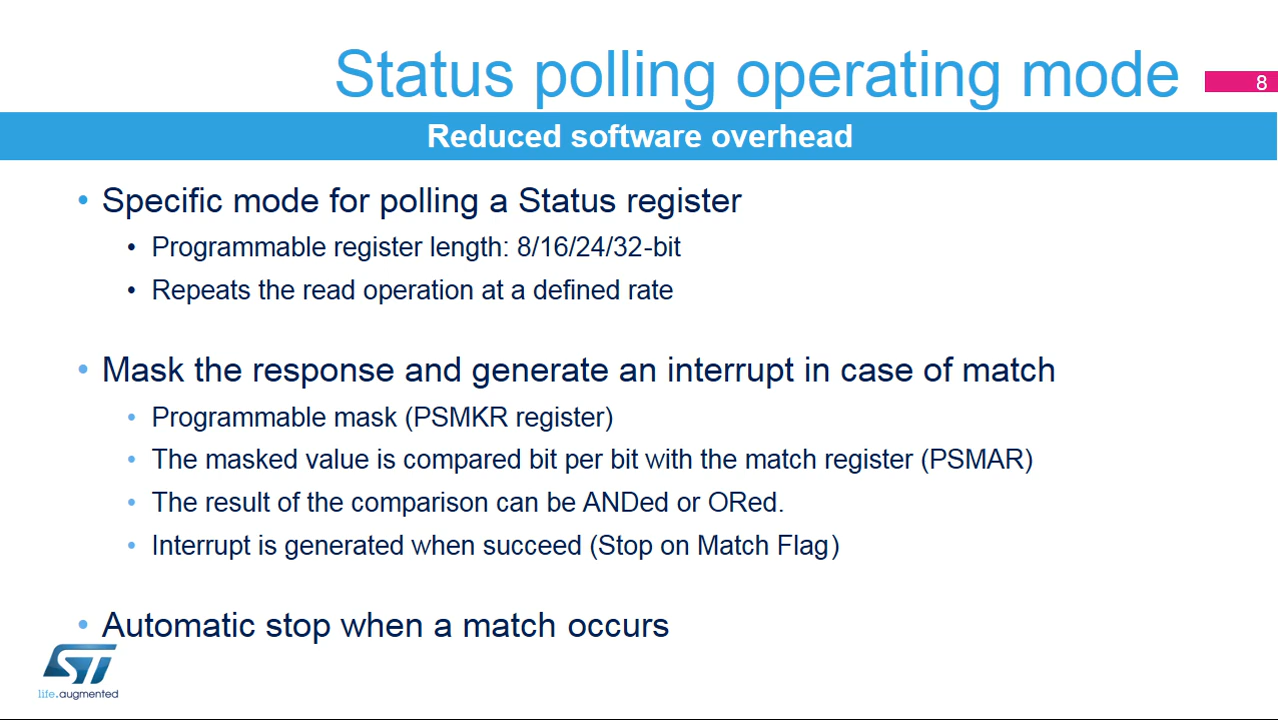 Status polling operating mode
8
Reduced software overhead
• Specific mode for polling a Status register
• Programmable register length: 8/16/24/32-bit
• Repeats the read operation at a defined rate
• Mask the response and generate an interrupt in case of match
• Programmable mask (PSMKR register)
• The masked value is compared bit per bit with the match register (PSMAR)
• The result of the comparison can be ANDed or ORed.
• Interrupt is generated when succeed (Stop on Match Flag)
• Automatic stop when a match occurs
ST
life.augmented